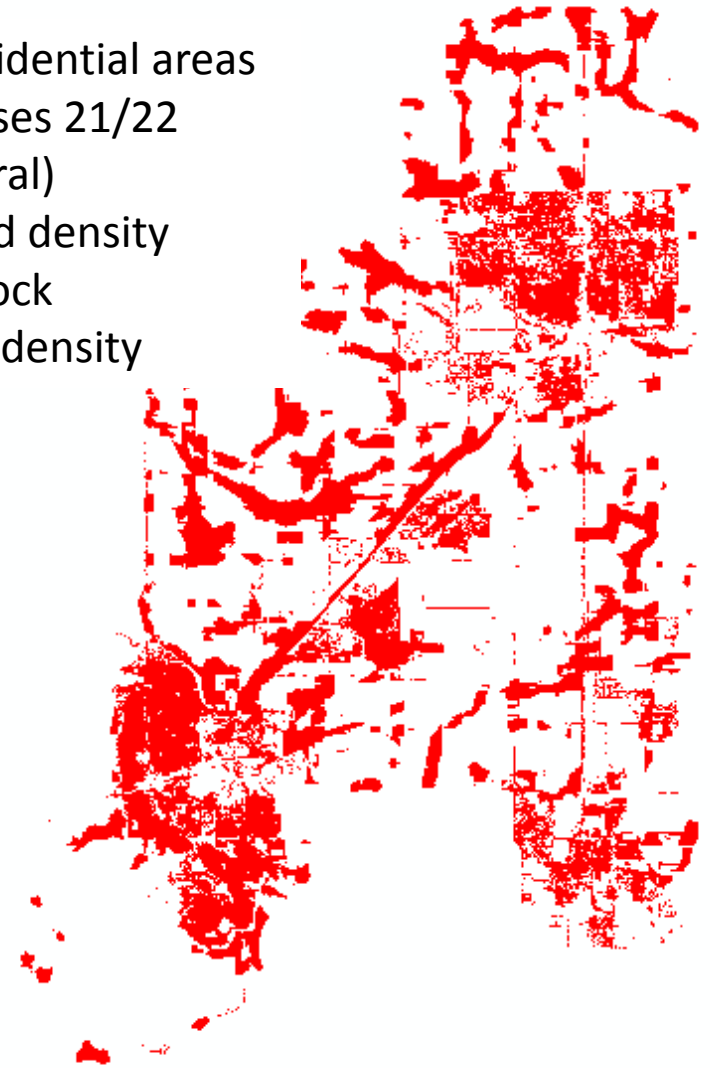 idential areas
ses 21/22
ral)
d density
ock
density